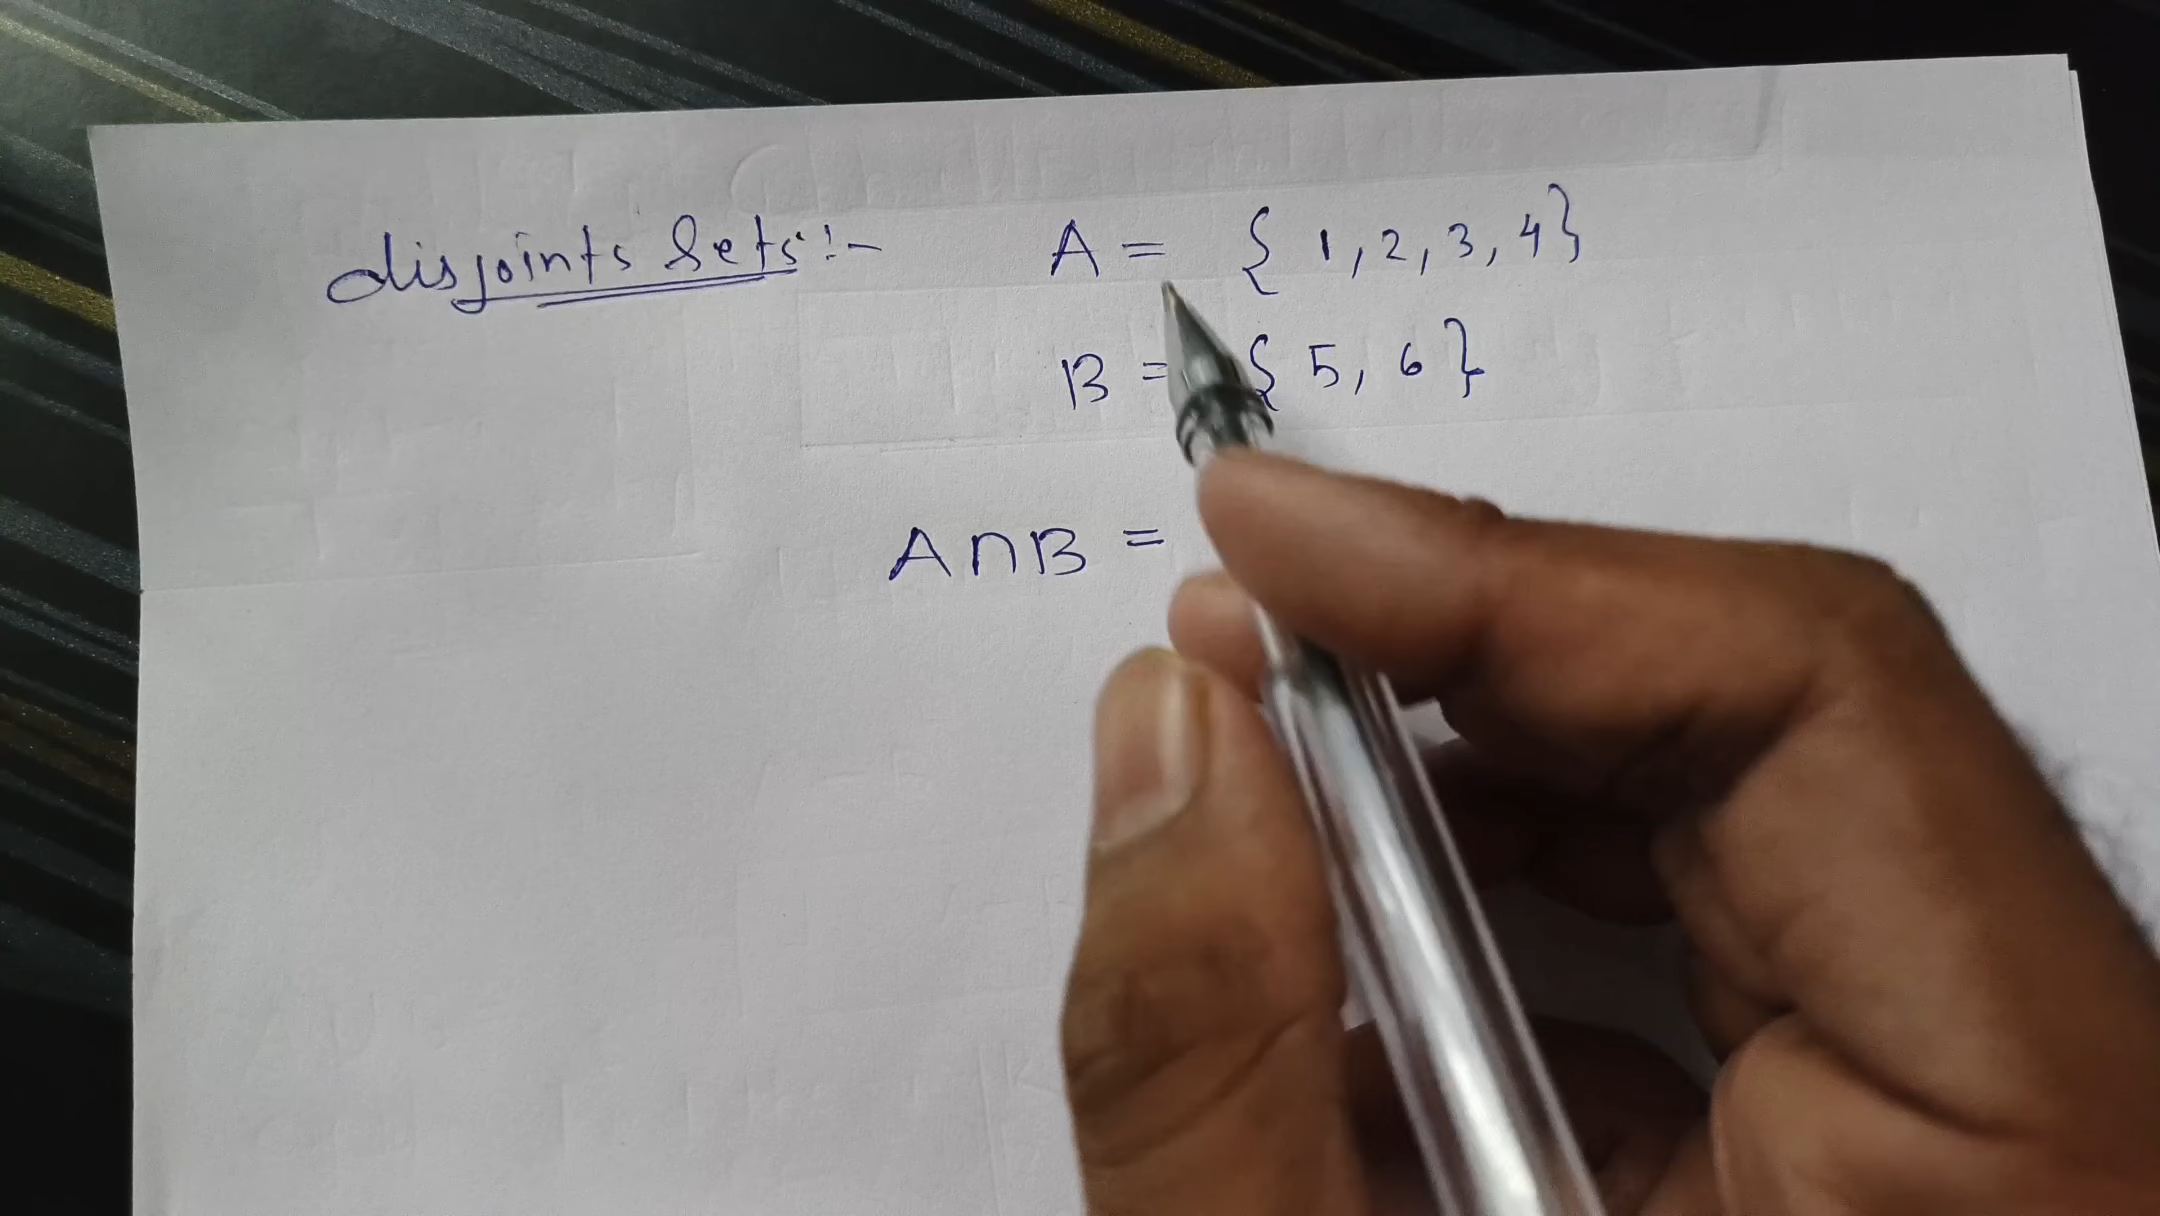 disjoints Sets:- A = { 1, 2, 3, 4}
B = { 5, 6 }
A∩B =